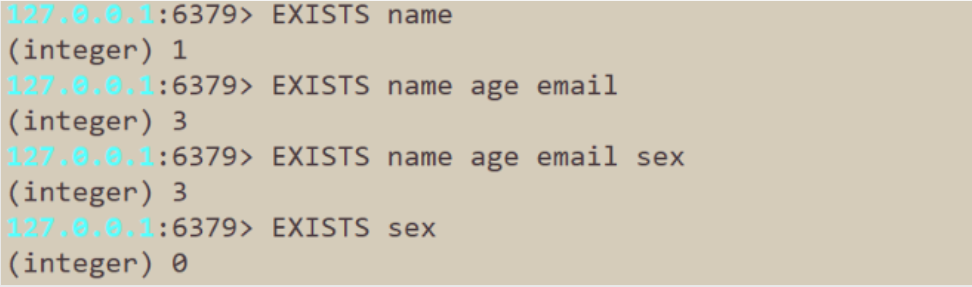 127.0.0.1:6379> EXISTS name
(integer) 1
127.0.0.1:6379> EXISTS name age email
(integer) 3
127.0.0.1:6379> EXISTS name age email sex
(integer) 3
127.0.0.1:6379> EXISTS sex
(integer) 0